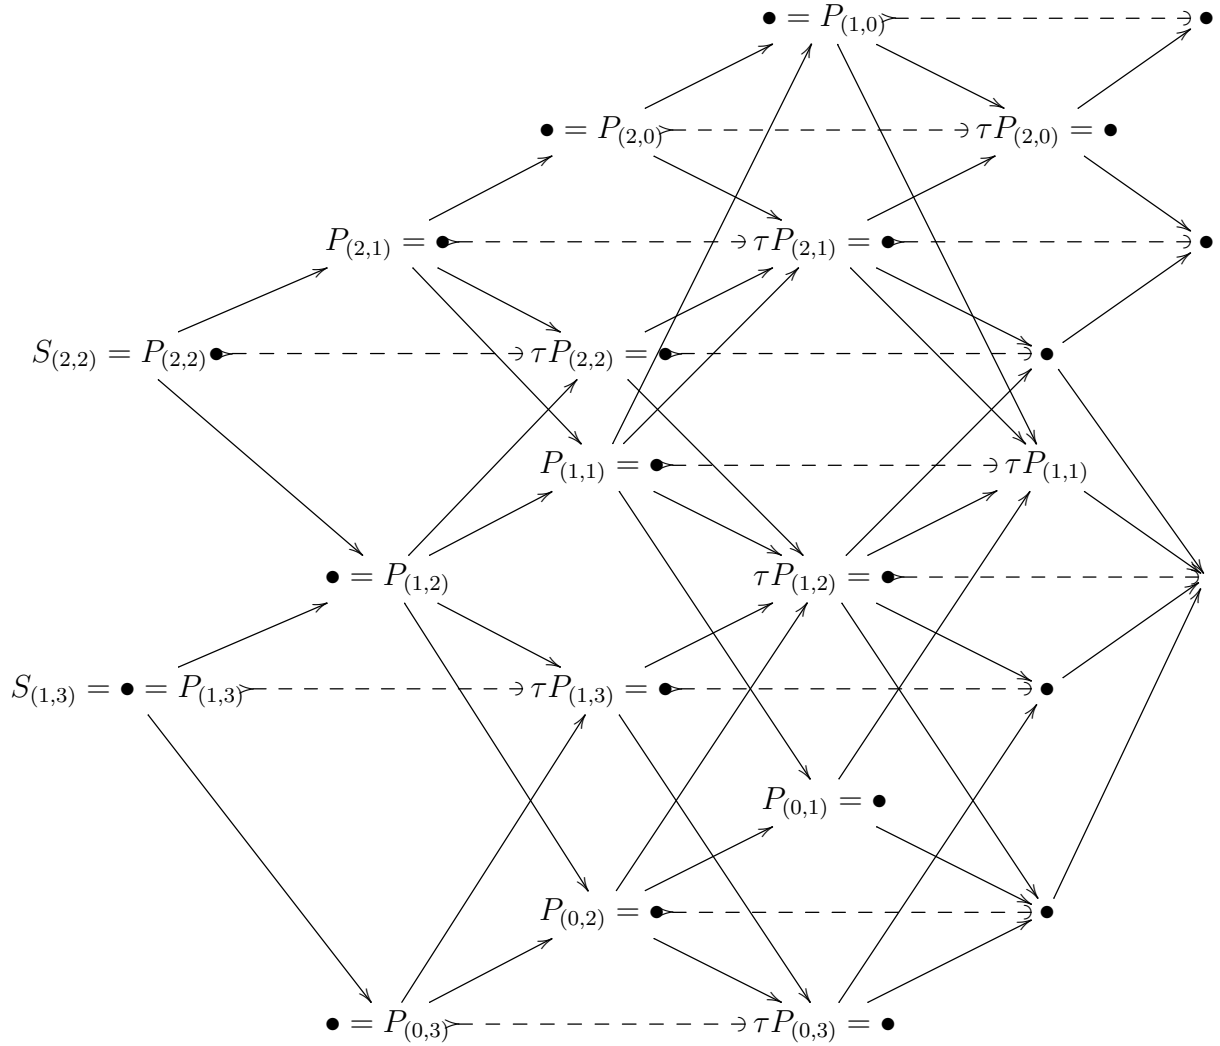 ● = P_{(1,0)} ●
● = P_{(2,0)} τP_{(2,0)} = ●
P_{(2,1)} = ● τP_{(2,1)} = ● ●
S_{(2,2)} = P_{(2,2)} ● τP_{(2,2)} = ● ●
P_{(1,1)} = ● τP_{(1,1)}
● = P_{(1,2)} τP_{(1,2)} = ●
S_{(1,3)} = ● = P_{(1,3)} τP_{(1,3)} = ● ●
P_{(0,1)} = ●
P_{(0,2)} = ● ●
● = P_{(0,3)} τP_{(0,3)} = ●